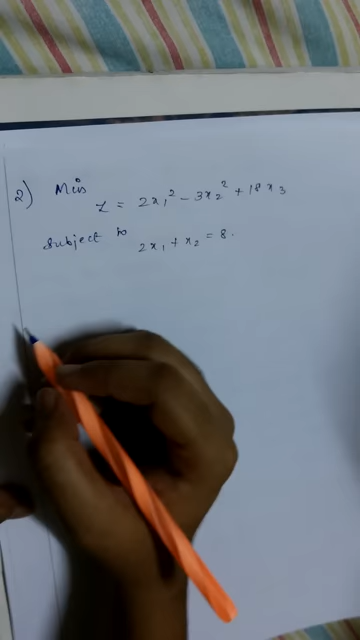 2) Min
Z = 2x₁² - 3x₂² + 18x₃
Subject to
2x₁ + x₂ = 8.